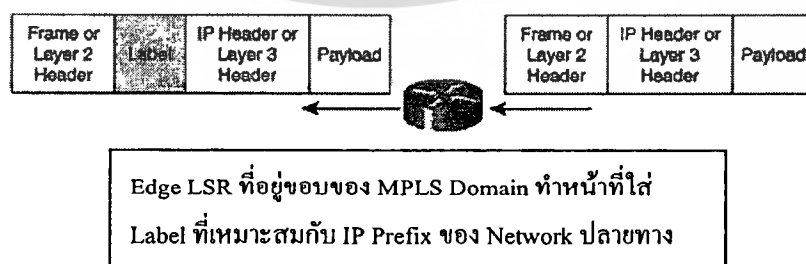 Frame or Layer 2 Header
Label
IP Header or Layer 3 Header
Payload
Frame or Layer 2 Header
IP Header or Layer 3 Header
Payload
Edge LSR ที่อยู่ขอบของ MPLS Domain ทำหน้าที่ใส่
Label ที่เหมาะสมกับ IP Prefix ของ Network ปลายทาง